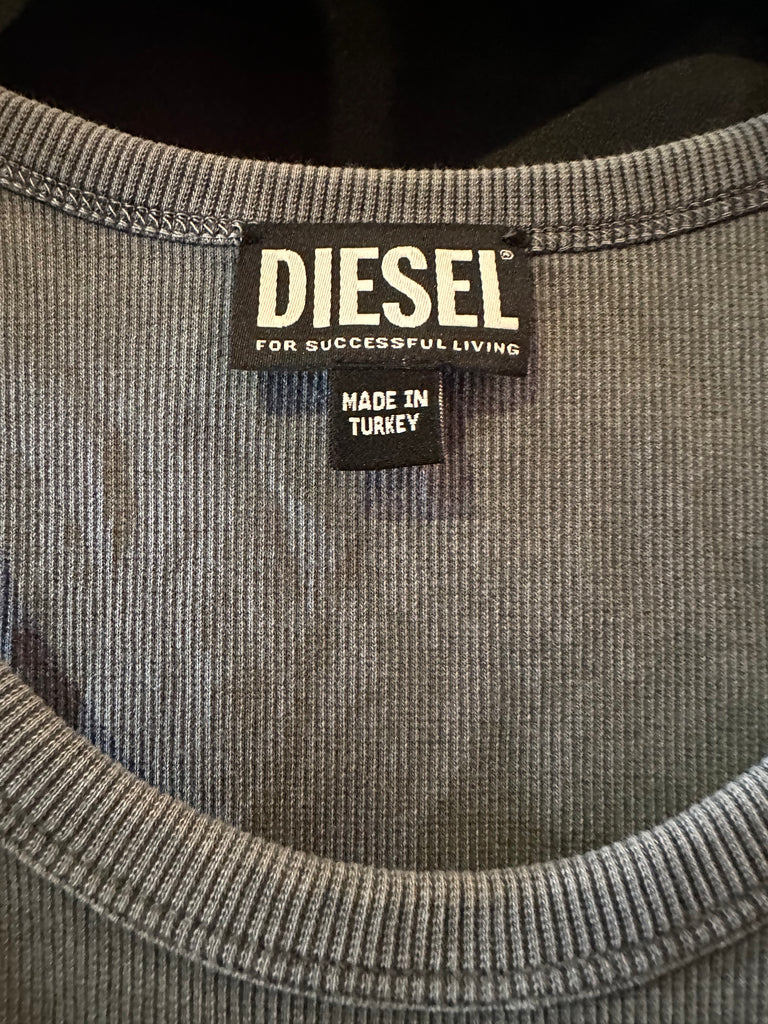 DIESEL®
FOR SUCCESSFUL LIVING
MADE IN
TURKEY